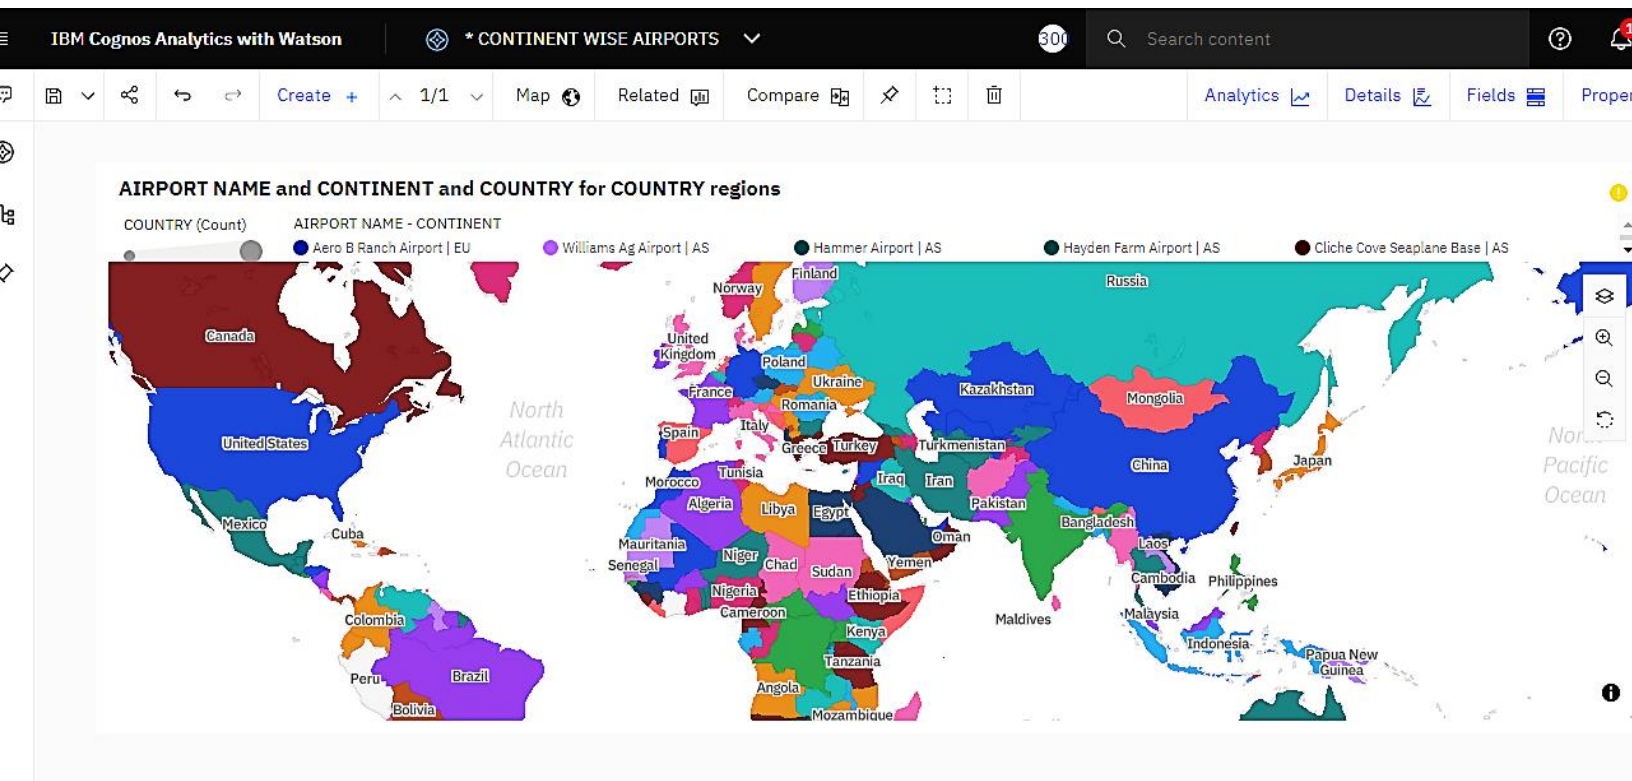 IBM Cognos Analytics with Watson
* CONTINENT WISE AIRPORTS
300
Search content
1
Create +
1/1
Map
Related
Compare
Analytics
Details
Fields
Proper
AIRPORT NAME and CONTINENT and COUNTRY for COUNTRY regions
COUNTRY (Count)
AIRPORT NAME - CONTINENT
Aero B Ranch Airport | EU
Williams Ag Airport | AS
Hammer Airport | AS
Hayden Farm Airport | AS
Cliche Cove Seaplane Base | AS
Finland
Russia
Norway
Canada
United
Kingdom
Poland
Ukraine
Kazakhstan
Mongolia
France
Romania
North
Atlantic
Ocean
Italy
Spain
United States
Greece
Turkey
Turkmenistan
China
Japan
Nor
Pacific
Ocean
Tunisia
Morocco
Iraq
Iran
Algeria
Libya
Egypt
Pakistan
Mexico
Cuba
Bangladesh
Oman
Mauritania
Laos
Niger
Chad
Sudan
Yemen
Senegal
Cambodia
Philippines
Nigeria
Ethiopia
Cameroon
Colombia
Maldives
Malaysia
Kenya
Indonesia
Papua New
Guinea
Tanzania
Peru
Brazil
Angola
Bolivia
Mozambique